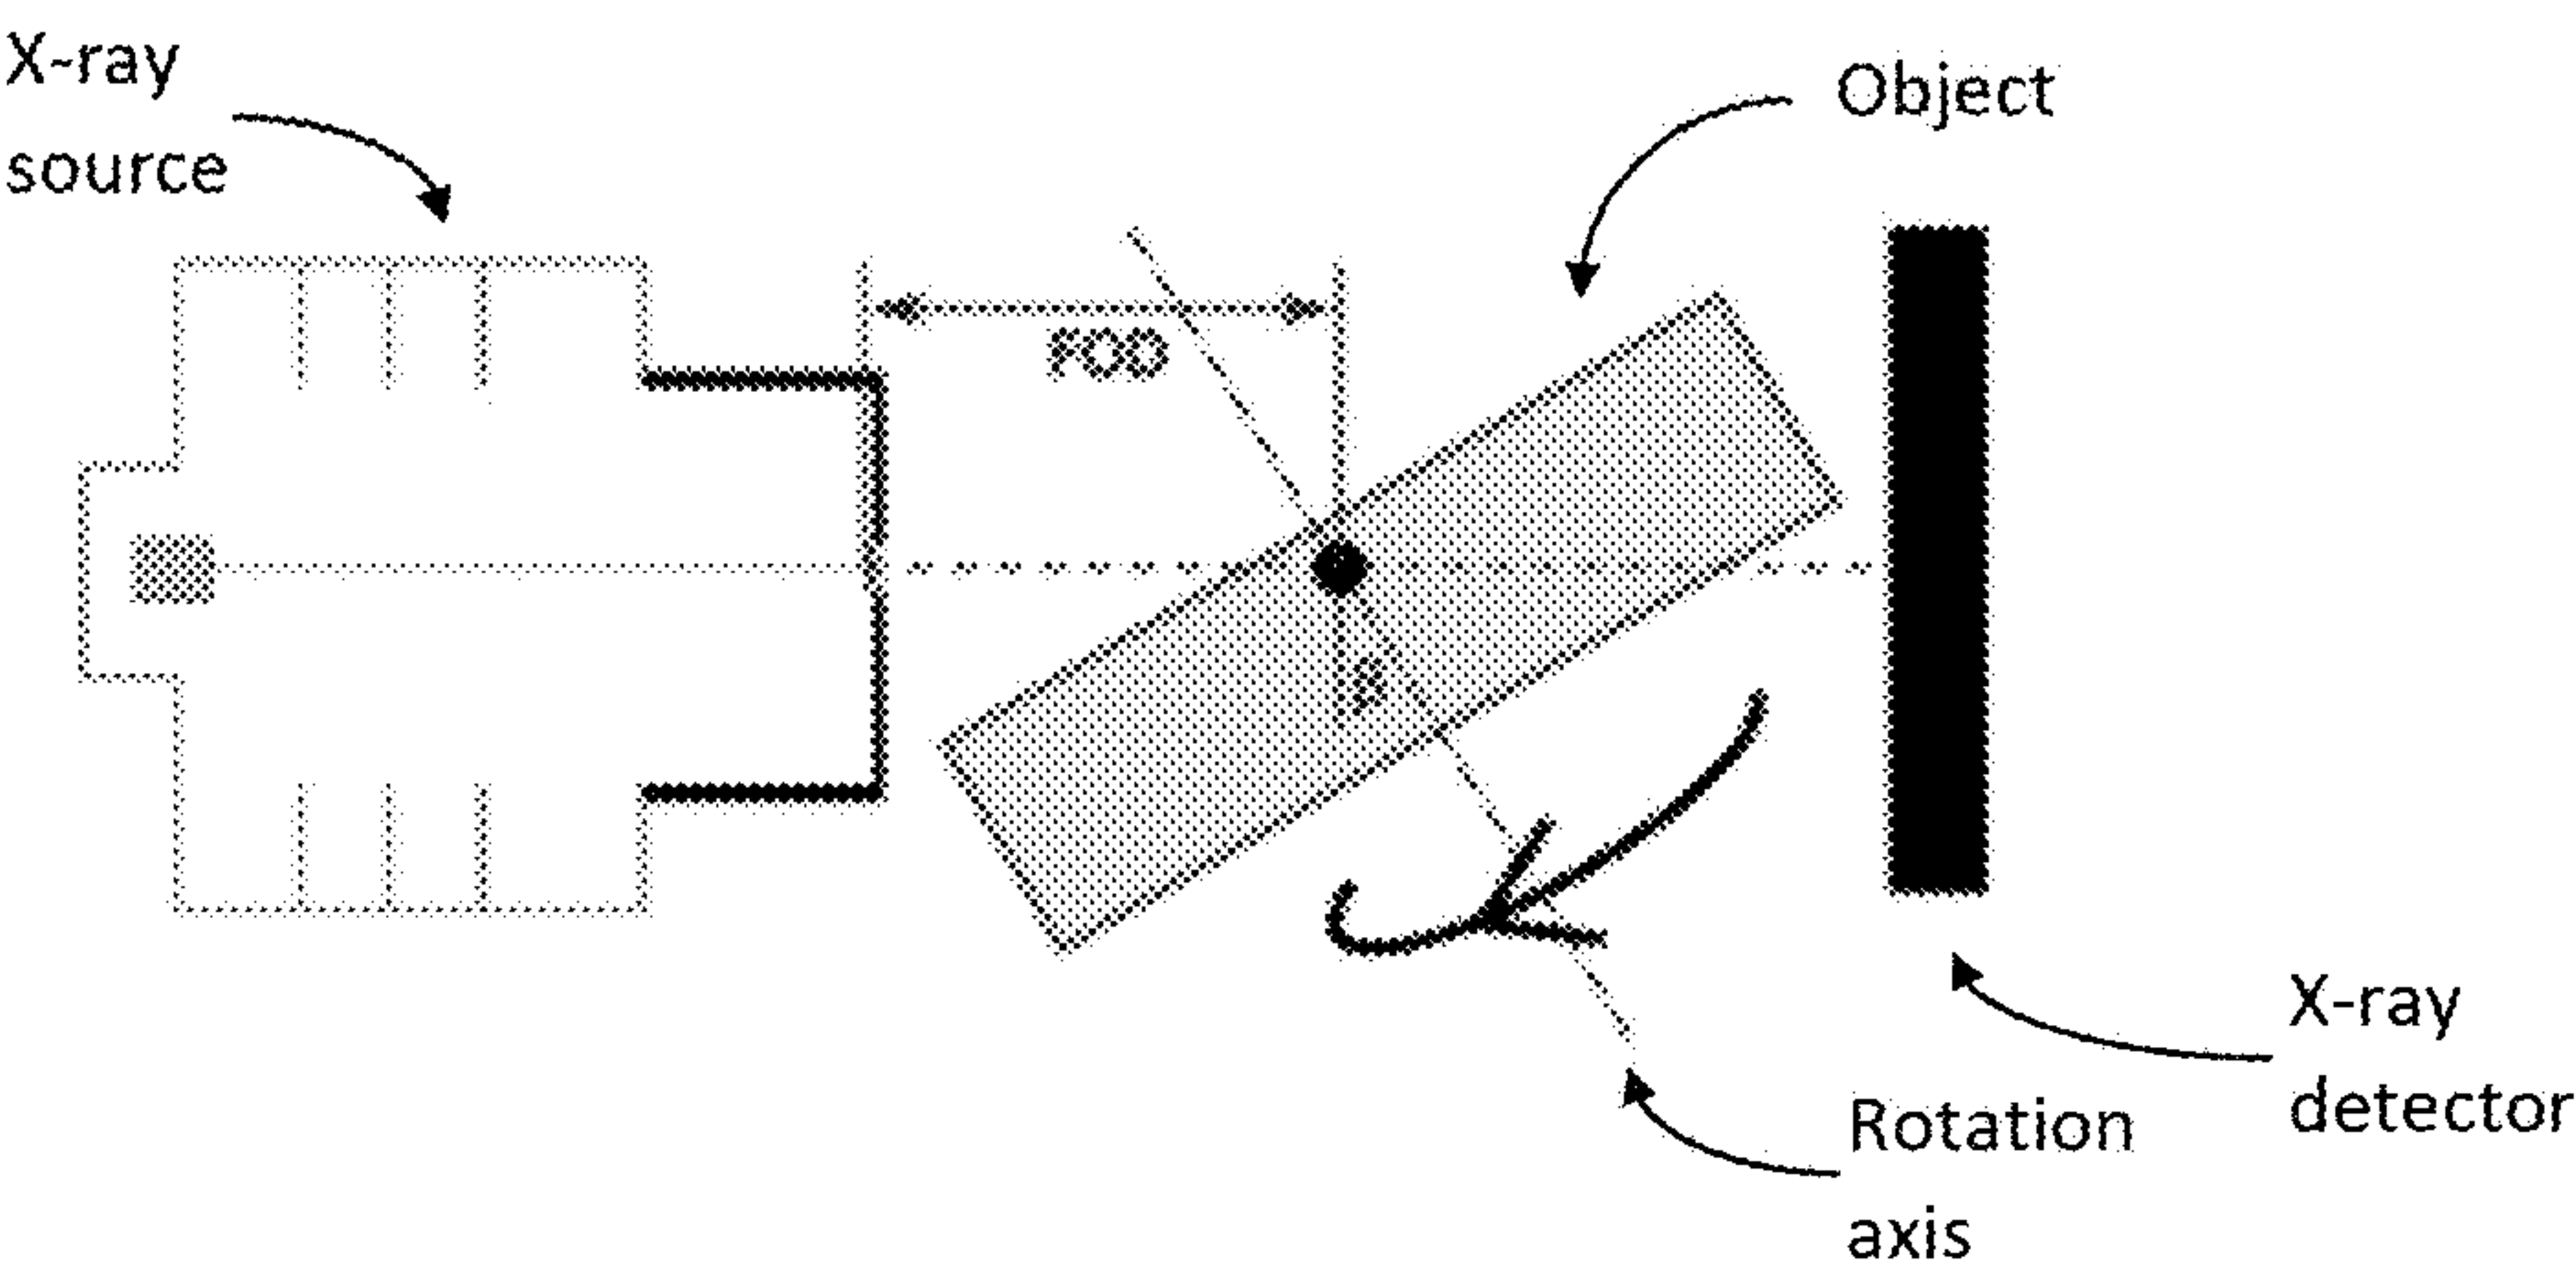 X-ray
source
Object
FOD
X-ray
detector
Rotation
axis